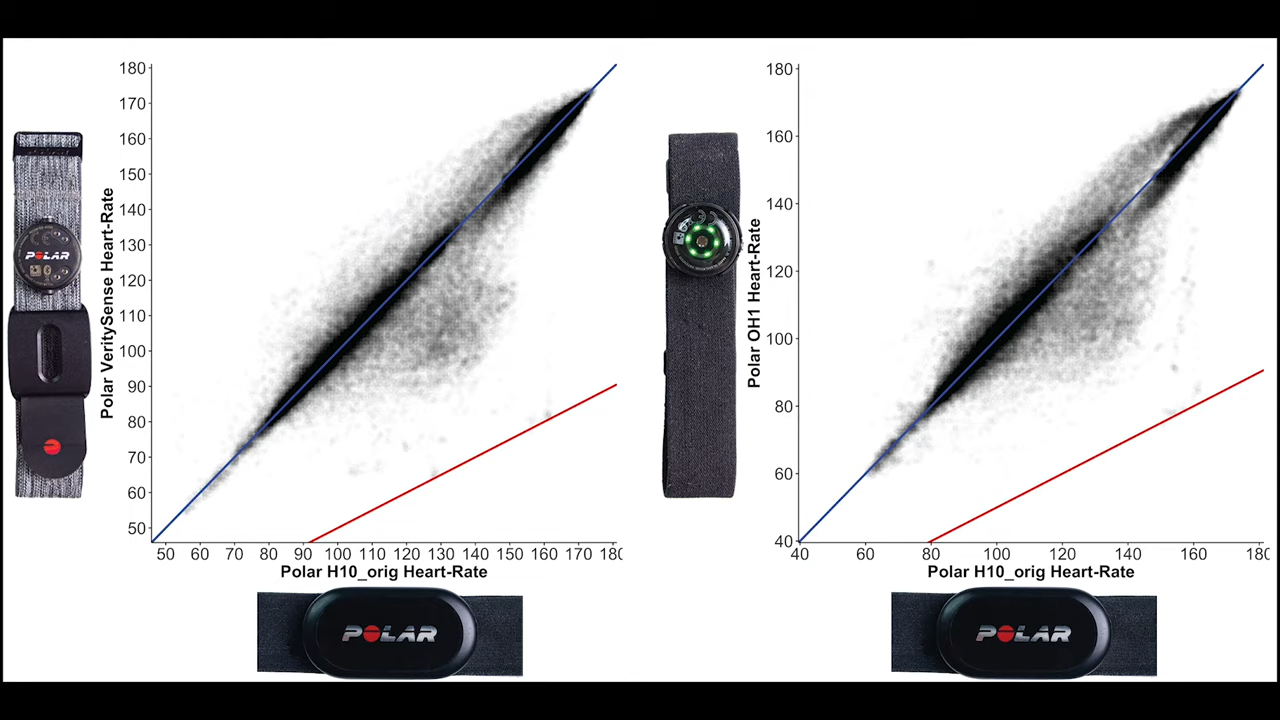 180
170
160
150
140
130
120
110
100
90
80
70
60
50
Polar VeritySense Heart-Rate
POLAR
50 60 70 80 90 100 110 120 130 140 150 160 170
Polar H10_orig Heart-Rate
POLAR
180
160
140
120
100
80
60
40
Polar OH1 Heart-Rate
40 60 80 100 120 140 160
Polar H10_orig Heart-Rate
POLAR